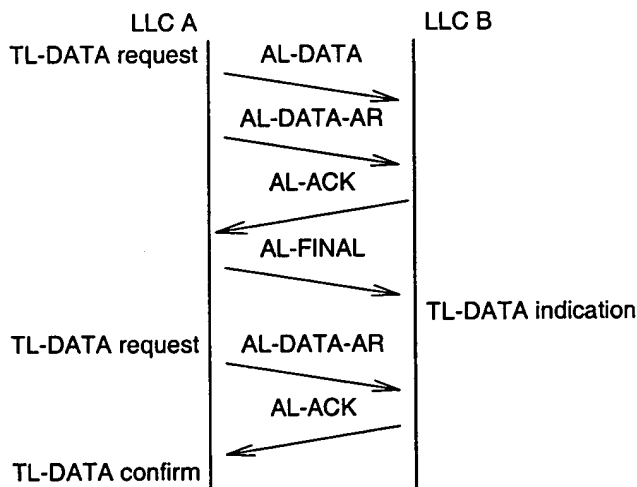 LLC A
LLC B
TL-DATA request
AL-DATA
AL-DATA-AR
AL-ACK
AL-FINAL
TL-DATA indication
TL-DATA request
AL-DATA-AR
AL-ACK
TL-DATA confirm